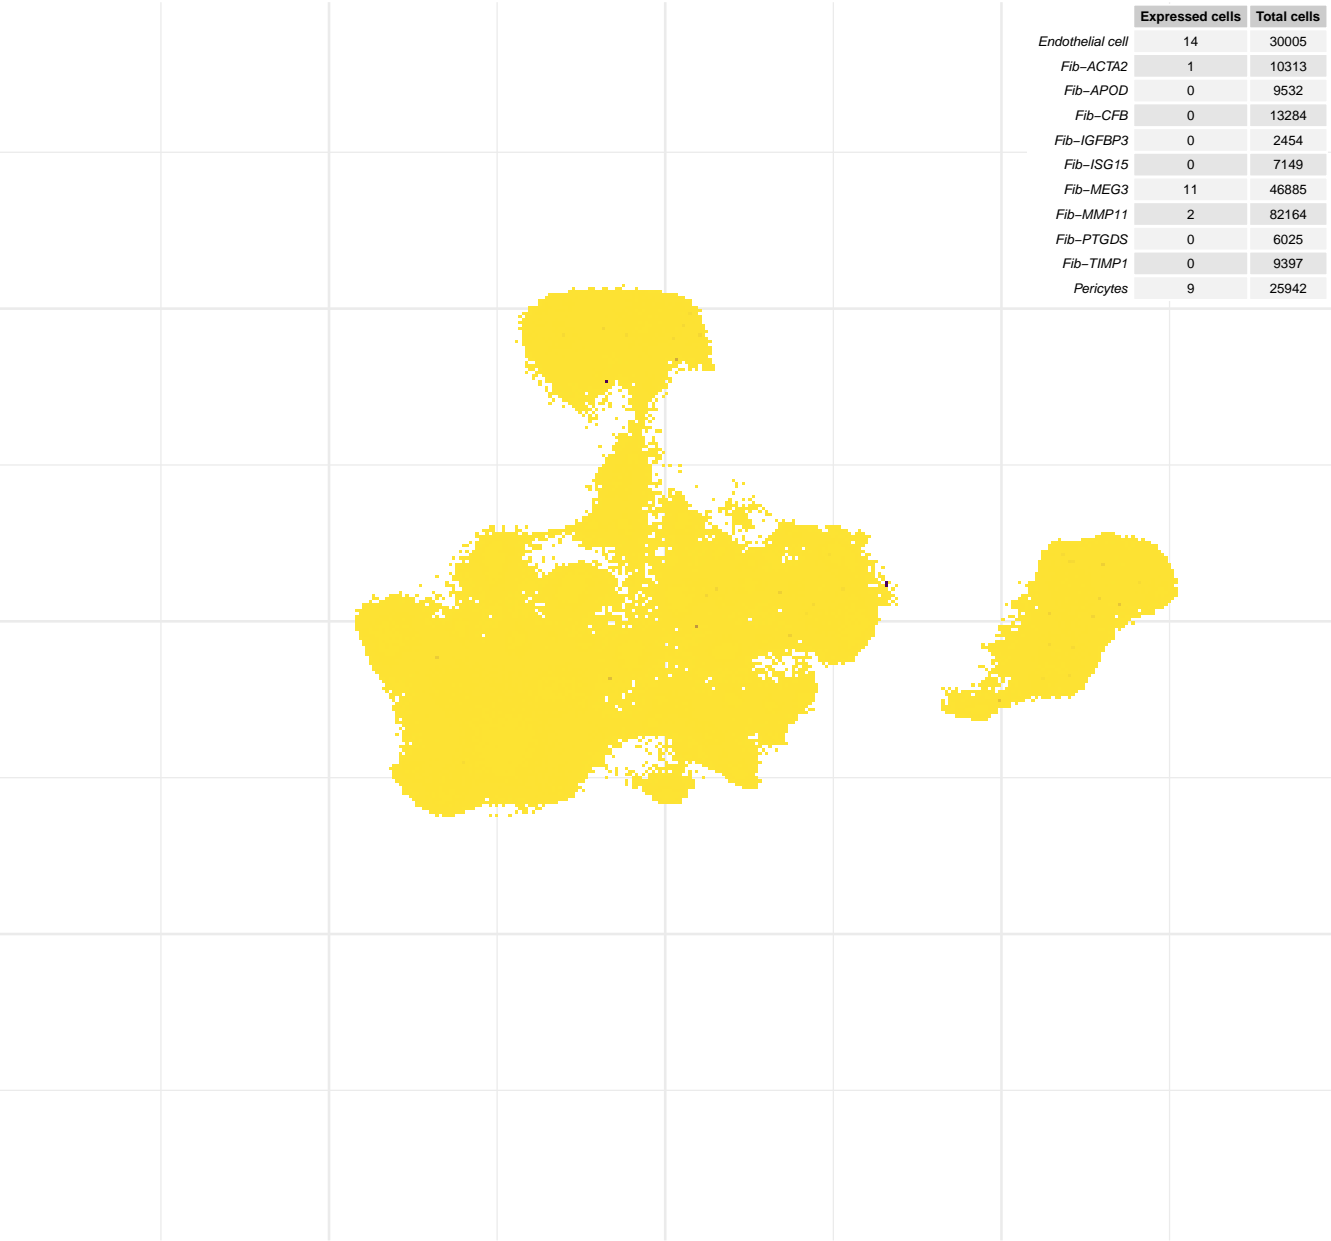 Expressed cells Total cells
Endothelial cell 14 30005
Fib−ACTA2 1 10313
Fib−APOD 0 9532
Fib−CFB 0 13284
Fib−IGFBP3 0 2454
Fib−ISG15 0 7149
Fib−MEG3 11 46885
Fib−MMP11 2 82164
Fib−PTGDS 0 6025
Fib−TIMP1 0 9397
Pericytes 9 25942